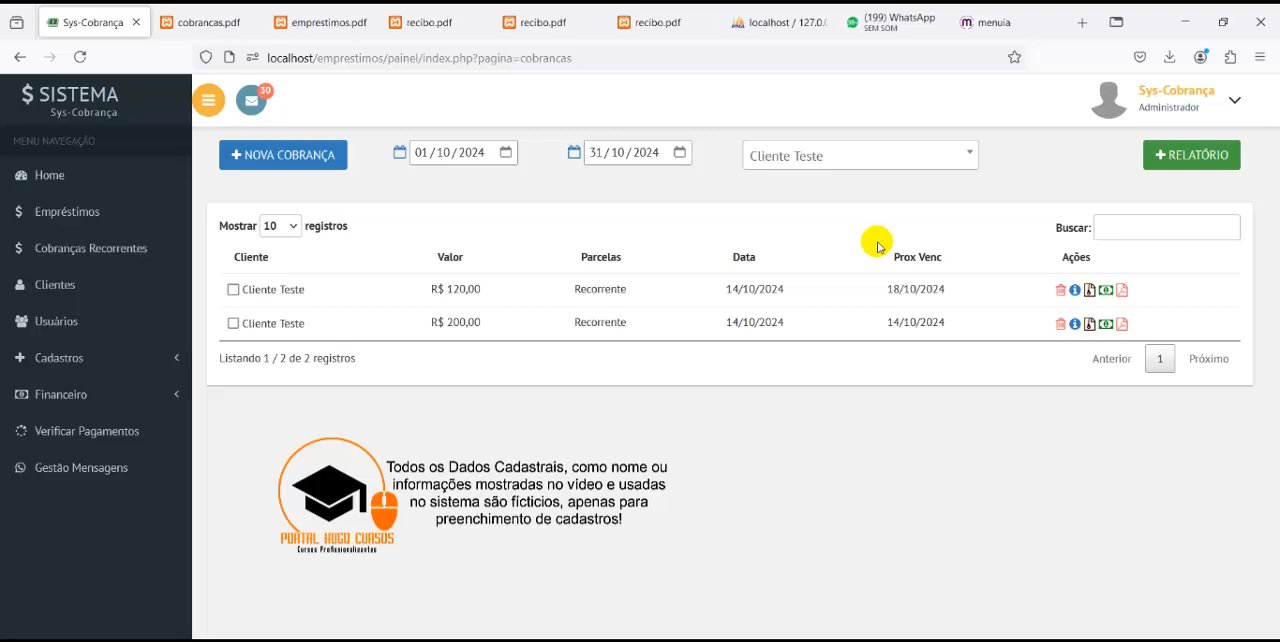 Sys-Cobrança
cobrancas.pdf
emprestimos.pdf
recibo.pdf
recibo.pdf
recibo.pdf
localhost / 127.0.
(199) WhatsApp
SEM SOM
menuia
localhost/emprestimos/painel/index.php?pagina=cobrancas
$ SISTEMA
Sys-Cobrança
30
Sys-Cobrança
Administrador
MENU NAVEGAÇÃO
Home
Empréstimos
Cobranças Recorrentes
Clientes
Usuários
Cadastros
Financeiro
Verificar Pagamentos
Gestão Mensagens
+ NOVA COBRANÇA
01/10/2024
31/10/2024
Cliente Teste
+ RELATÓRIO
Mostrar 10 registros
Buscar:
Cliente Valor Parcelas Data Prox Venc Ações
Cliente Teste R$ 120,00 Recorrente 14/10/2024 18/10/2024
Cliente Teste R$ 200,00 Recorrente 14/10/2024 14/10/2024
Listando 1 / 2 de 2 registros
Anterior 1 Próximo
Todos os Dados Cadastrais, como nome ou
informações mostradas no vídeo e usadas
no sistema são fícticios, apenas para
preenchimento de cadastros!
PORTAL HUGO CURSOS
Cursos Profissionalizantes